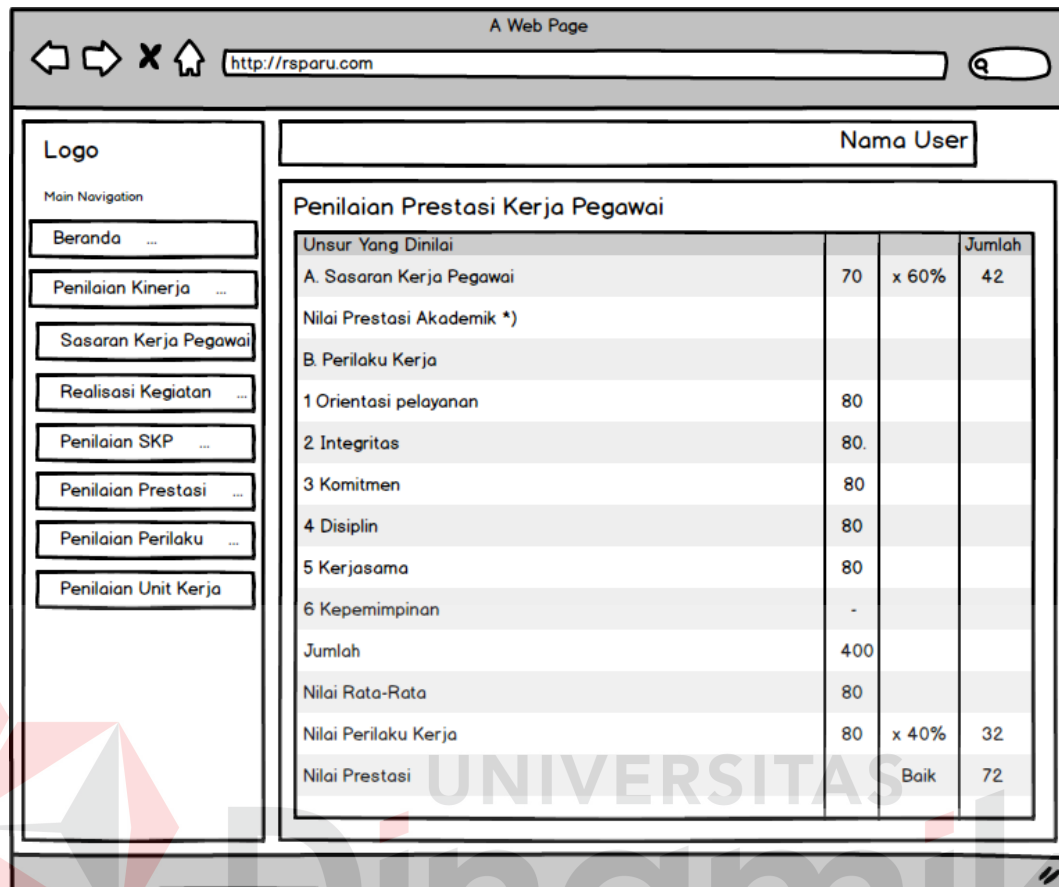 A Web Page
http://rsparu.com
Logo
Main Navigation
Beranda ...
Penilaian Kinerja ...
Sasaran Kerja Pegawai
Realisasi Kegiatan ...
Penilaian SKP ...
Penilaian Prestasi ...
Penilaian Perilaku ...
Penilaian Unit Kerja
Nama User
Penilaian Prestasi Kerja Pegawai
Unsur Yang Dinilai Jumlah
A. Sasaran Kerja Pegawai 70 x 60% 42
Nilai Prestasi Akademik *)
B. Perilaku Kerja
1 Orientasi pelayanan 80
2 Integritas 80.
3 Komitmen 80
4 Disiplin 80
5 Kerjasama 80
6 Kepemimpinan -
Jumlah 400
Nilai Rata-Rata 80
Nilai Perilaku Kerja 80 x 40% 32
Nilai Prestasi Baik 72
UNIVERSITAS
Dinamik